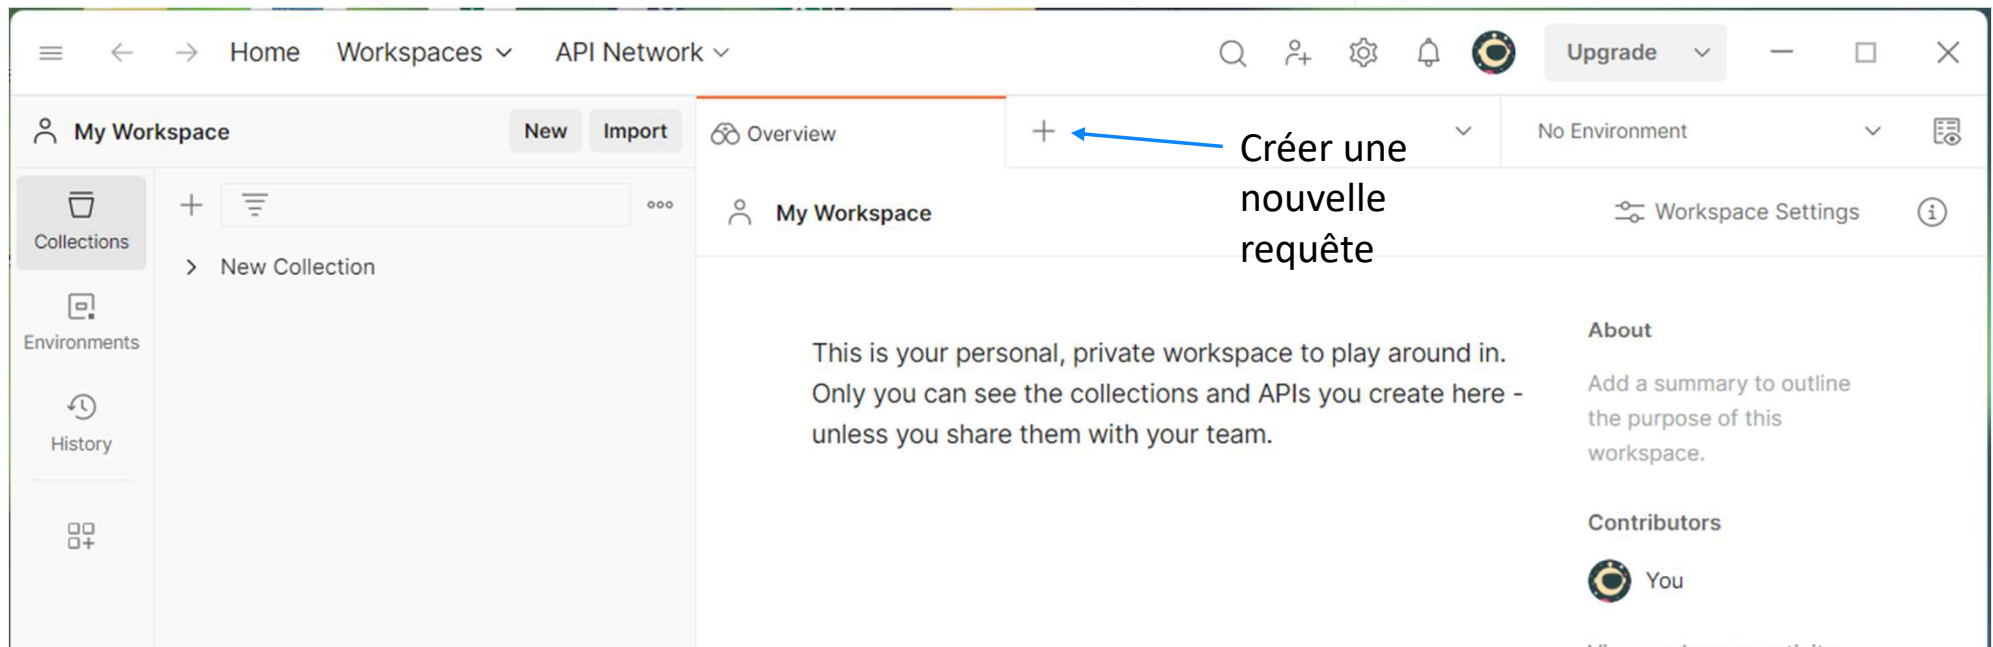 Home Workspaces API Network Upgrade
My Workspace New Import Overview No Environment
Créer une
nouvelle
requête
Collections
My Workspace Workspace Settings
New Collection
Environments
History
This is your personal, private workspace to play around in.
Only you can see the collections and APIs you create here -
unless you share them with your team.
About
Add a summary to outline
the purpose of this
workspace.
Contributors
You